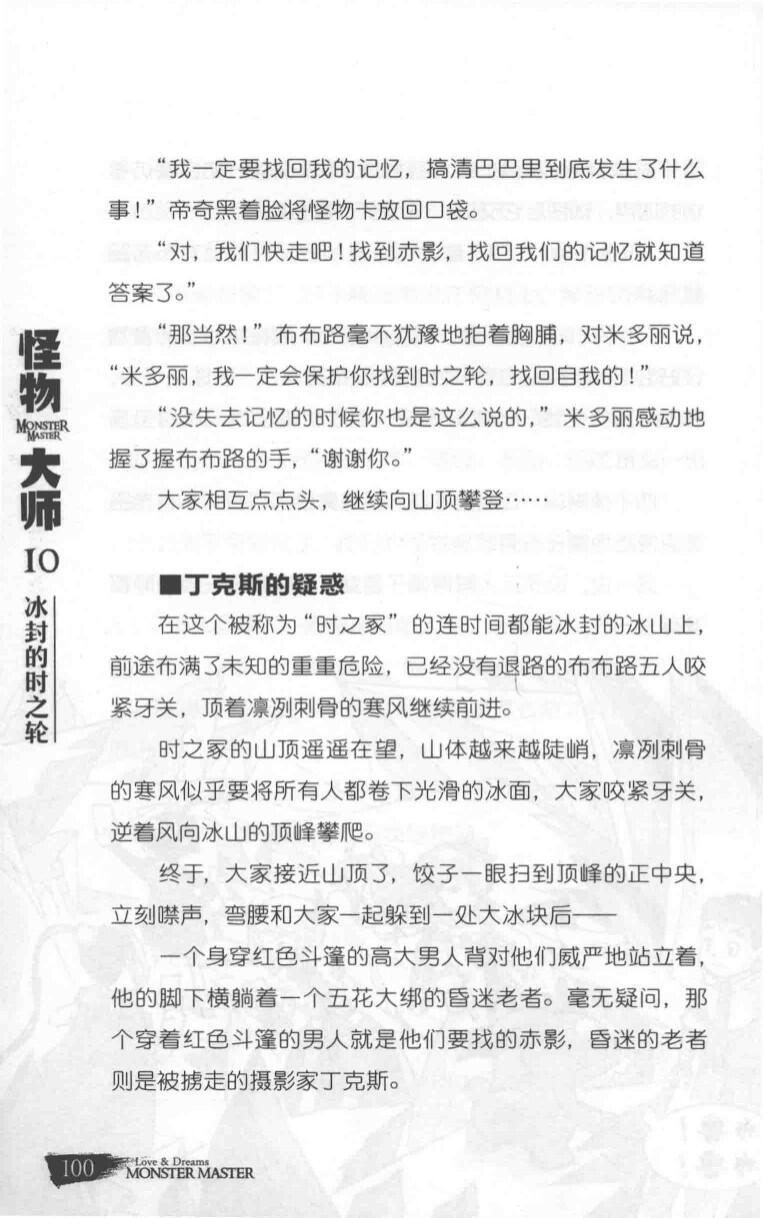 “我一定要找回我的记忆，搞清巴巴里到底发生了什么
事！”帝奇黑着脸将怪物卡放回口袋。
“对，我们快走吧！找到赤影，找回我们的记忆就知道
答案了。”
“那当然！”布布路毫不犹豫地拍着胸脯，对米多丽说，
“米多丽，我一定会保护你找到时之轮，找回自我的！”
“没失去记忆的时候你也是这么说的，”米多丽感动地
握了握布布路的手，“谢谢你。”
大家相互点点头，继续向山顶攀登……
■丁克斯的疑惑
在这个被称为“时之冢”的连时间都能冰封的冰山上，
前途布满了未知的重重危险，已经没有退路的布布路五人咬
紧牙关，顶着凛冽刺骨的寒风继续前进。
时之冢的山顶遥遥在望，山体越来越陡峭，凛冽刺骨
的寒风似乎要将所有人都卷下光滑的冰面，大家咬紧牙关，
逆着风向冰山的顶峰攀爬。
终于，大家接近山顶了，饺子一眼扫到顶峰的正中央，
立刻噤声，弯腰和大家一起躲到一处大冰块后——
一个身穿红色斗篷的高大男人背对他们威严地站立着，
他的脚下横躺着一个五花大绑的昏迷老者。毫无疑问，那
个穿着红色斗篷的男人就是他们要找的赤影，昏迷的老者
则是被掳走的摄影家丁克斯。
怪物
MONSTER
MASTER
大师
10
冰封的时之轮
100
Love & Dreams
MONSTER MASTER